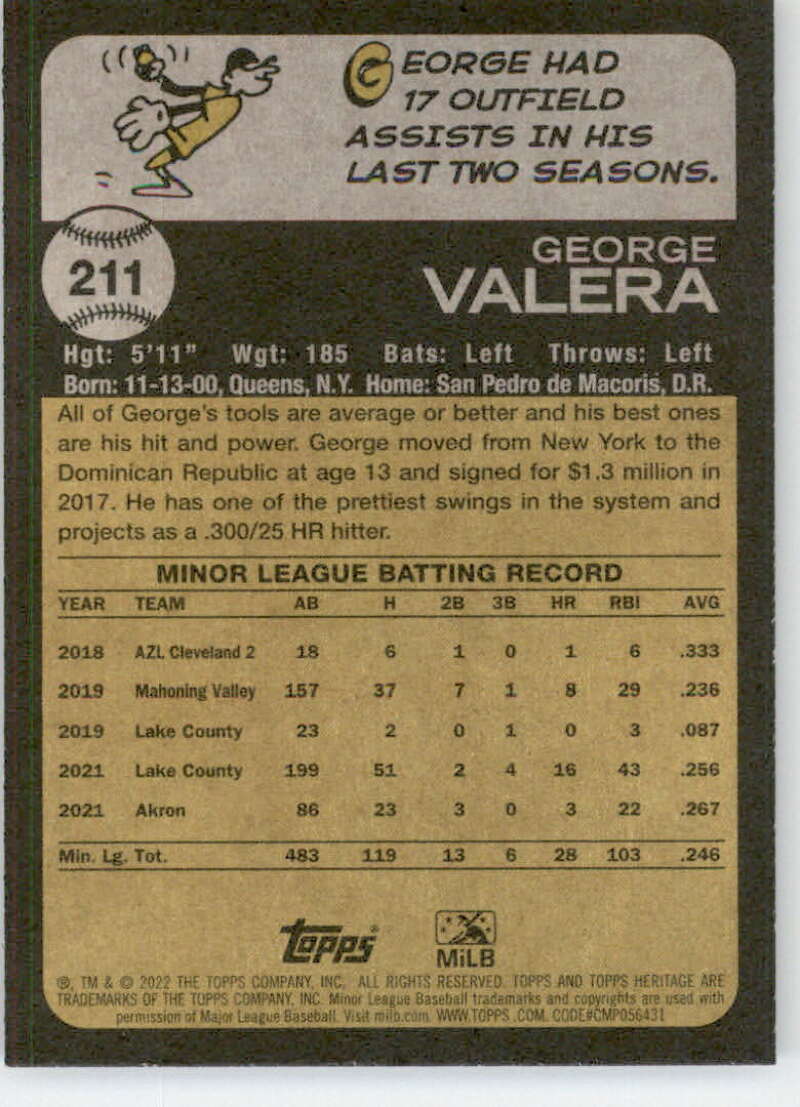 GEORGE HAD
17 OUTFIELD
ASSISTS IN HIS
LAST TWO SEASONS.
211
GEORGE
VALERA
Hgt: 5'11" Wgt: 185 Bats: Left Throws: Left
Born: 11-13-00, Queens, N.Y. Home: San Pedro de Macoris, D.R.
All of George's tools are average or better and his best ones
are his hit and power. George moved from New York to the
Dominican Republic at age 13 and signed for $1.3 million in
2017. He has one of the prettiest swings in the system and
projects as a .300/25 HR hitter.
MINOR LEAGUE BATTING RECORD
YEAR TEAM AB H 2B 3B HR RBI AVG
2018 AZL Cleveland 2 18 6 1 0 1 6 .333
2019 Mahoning Valley 157 37 7 1 8 29 .236
2019 Lake County 23 2 0 1 0 3 .087
2021 Lake County 199 51 2 4 16 43 .256
2021 Akron 86 23 3 0 3 22 .267
Min. Lg. Tot. 483 119 13 6 28 103 .246
Topps®
MiLB
®, TM & © 2022 THE TOPPS COMPANY, INC. ALL RIGHTS RESERVED. TOPPS AND TOPPS HERITAGE ARE
TRADEMARKS OF THE TOPPS COMPANY, INC. Minor League Baseball trademarks and copyrights are used with
permission of Major League Baseball. Visit milb.com. WWW.TOPPS.COM. CODE#CMP056431